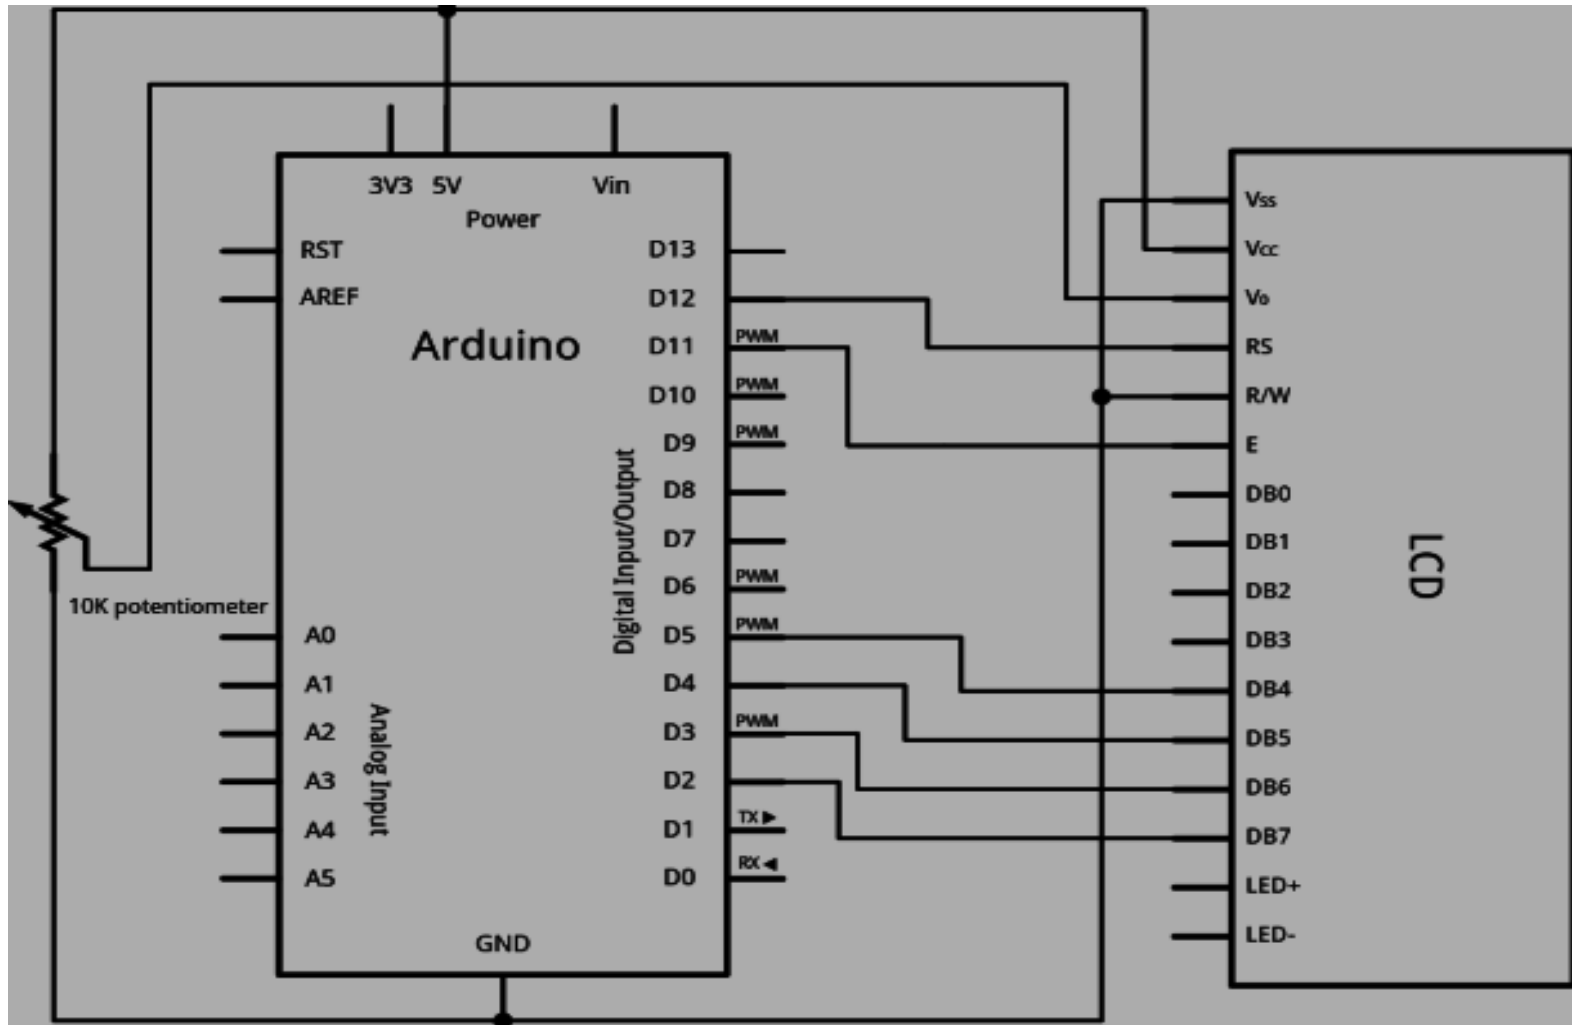 3V3 5V Vin
Power
RST
AREF
Arduino
10K potentiometer
A0
A1
A2
A3
A4
A5
Analog Input
Digital Input/Output
D13
D12
D11 PWM
D10 PWM
D9 PWM
D8
D7
D6 PWM
D5 PWM
D4
D3 PWM
D2
D1 TX ▶
D0 RX ◀
GND
Vss
Vcc
Vo
RS
R/W
E
DB0
DB1
DB2
DB3
DB4
DB5
DB6
DB7
LED+
LED-
LCD